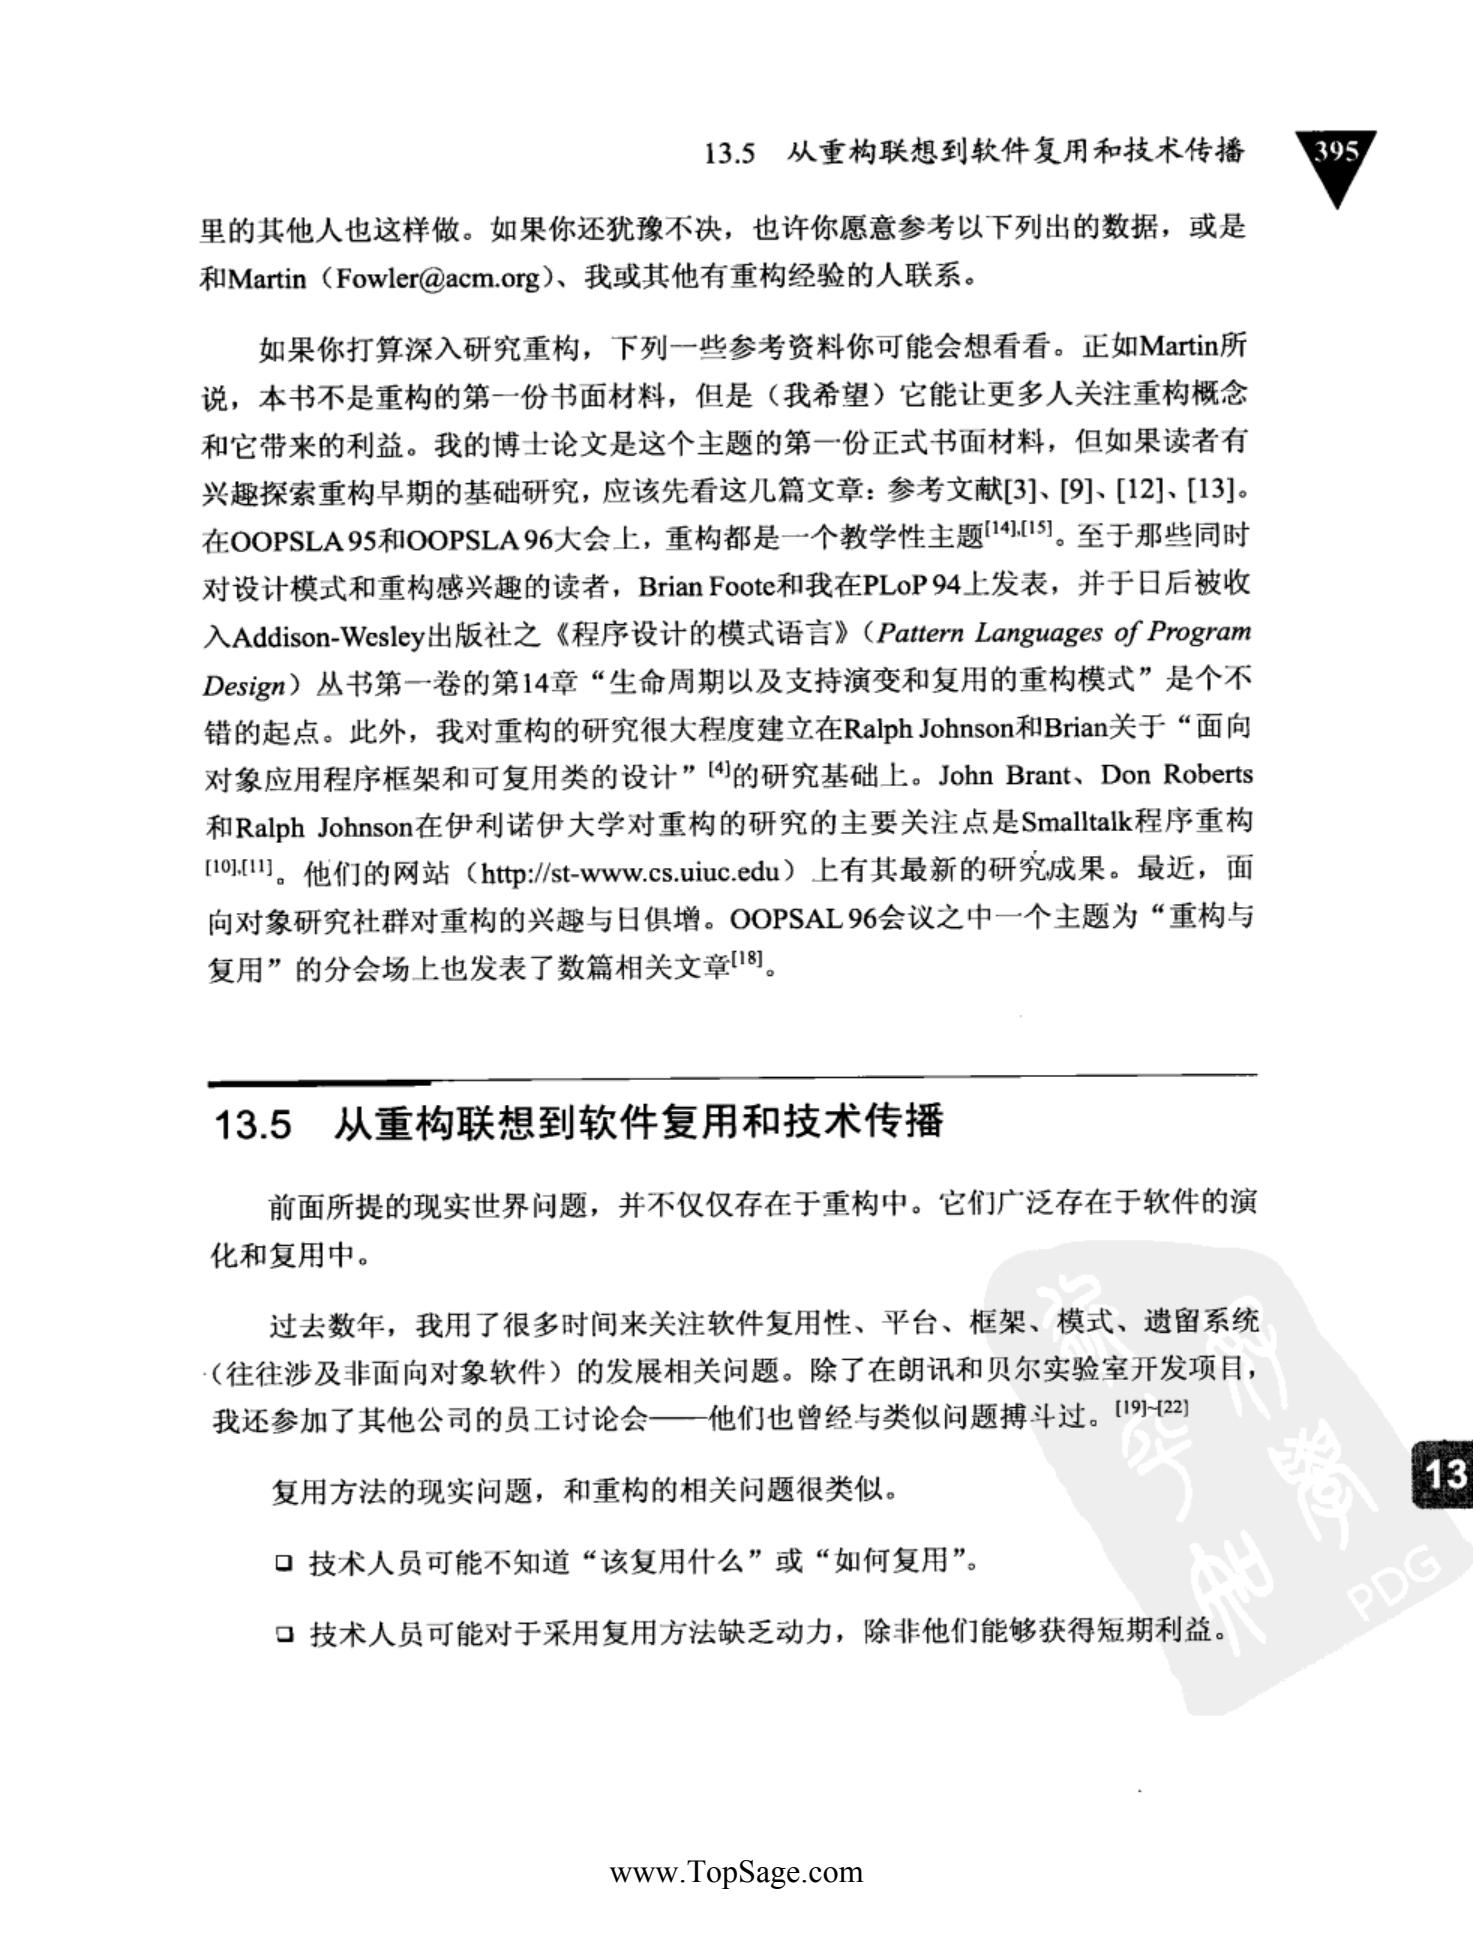 13.5 从重构联想到软件复用和技术传播
395
里的其他人也这样做。如果你还犹豫不决，也许你愿意参考以下列出的数据，或是
和Martin（Fowler@acm.org）、我或其他有重构经验的人联系。
如果你打算深入研究重构，下列一些参考资料你可能会想看看。正如Martin所
说，本书不是重构的第一份书面材料，但是（我希望）它能让更多人关注重构概念
和它带来的利益。我的博士论文是这个主题的第一份正式书面材料，但如果读者有
兴趣探索重构早期的基础研究，应该先看这几篇文章：参考文献[3]、[9]、[12]、[13]。
在OOPSLA 95和OOPSLA 96大会上，重构都是一个教学性主题[14],[15]。至于那些同时
对设计模式和重构感兴趣的读者，Brian Foote和我在PLoP 94上发表，并于日后被收
入Addison-Wesley出版社之《程序设计的模式语言》（Pattern Languages of Program
Design）丛书第一卷的第14章“生命周期以及支持演变和复用的重构模式”是个不
错的起点。此外，我对重构的研究很大程度建立在Ralph Johnson和Brian关于“面向
对象应用程序框架和可复用类的设计”[4]的研究基础上。John Brant、Don Roberts
和Ralph Johnson在伊利诺伊大学对重构的研究的主要关注点是Smalltalk程序重构
[10],[11]。他们的网站（http://st-www.cs.uiuc.edu）上有其最新的研究成果。最近，面
向对象研究社群对重构的兴趣与日俱增。OOPSAL 96会议之中一个主题为“重构与
复用”的分会场上也发表了数篇相关文章[18]。
13.5 从重构联想到软件复用和技术传播
前面所提的现实世界问题，并不仅仅存在于重构中。它们广泛存在于软件的演
化和复用中。
过去数年，我用了很多时间来关注软件复用性、平台、框架、模式、遗留系统
（往往涉及非面向对象软件）的发展相关问题。除了在朗讯和贝尔实验室开发项目，
我还参加了其他公司的员工讨论会——他们也曾经与类似问题搏斗过。[19]~[22]
13
复用方法的现实问题，和重构的相关问题很类似。
❑ 技术人员可能不知道“该复用什么”或“如何复用”。
❑ 技术人员可能对于采用复用方法缺乏动力，除非他们能够获得短期利益。
PDG
www.TopSage.com